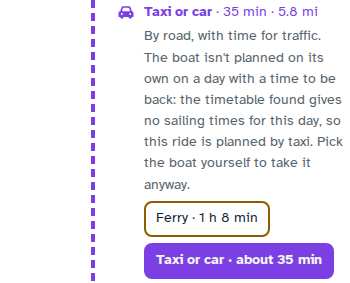 Taxi or car · 35 min · 5.8 mi
By road, with time for traffic.
The boat isn't planned on its
own on a day with a time to be
back: the timetable found gives
no sailing times for this day, so
this ride is planned by taxi. Pick
the boat yourself to take it
anyway.
Ferry · 1 h 8 min
Taxi or car · about 35 min